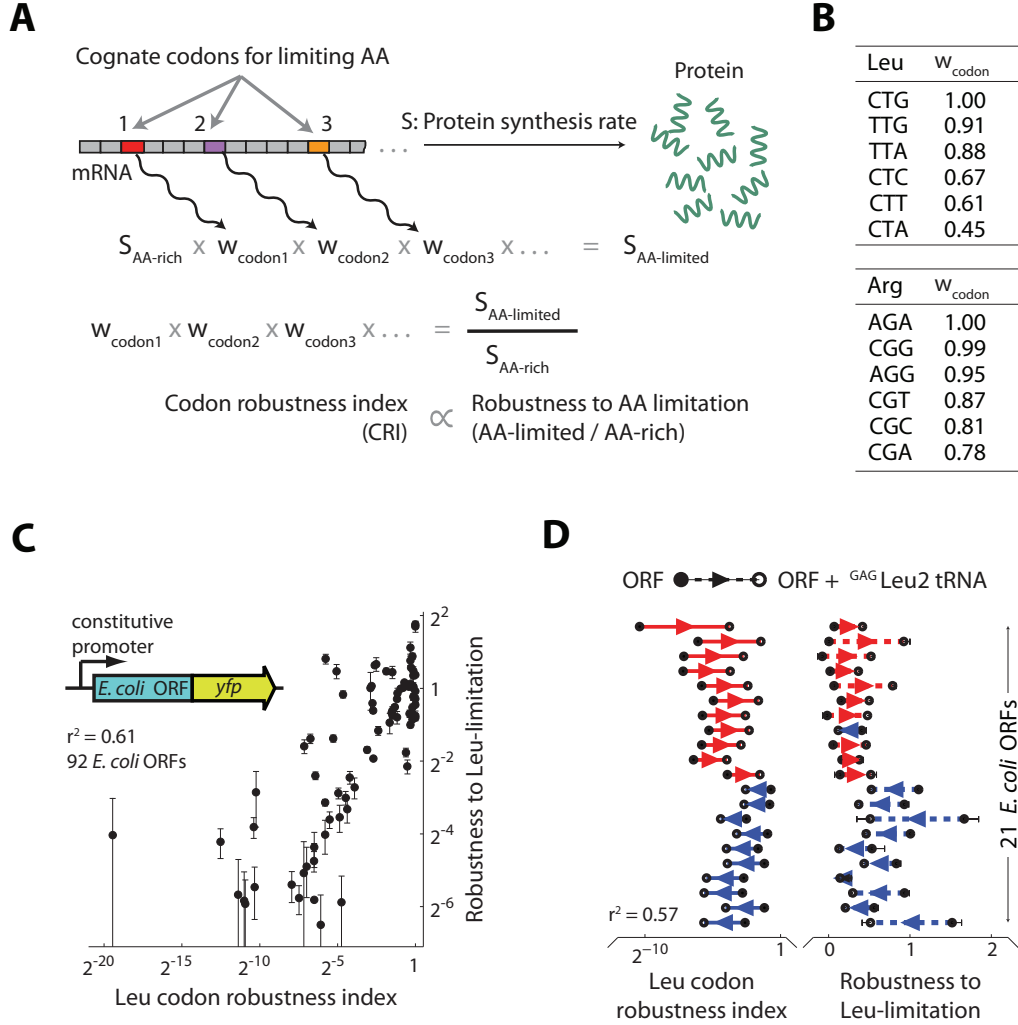 A
Cognate codons for limiting AA
1 2 3
mRNA
. . .
S: Protein synthesis rate
Protein
S_AA-rich x w_codon1 x w_codon2 x w_codon3 x . . . = S_AA-limited
w_codon1 x w_codon2 x w_codon3 x . . . = S_AA-limited / S_AA-rich
Codon robustness index ∝ Robustness to AA limitation
(CRI) (AA-limited / AA-rich)
B
Leu w_codon
CTG 1.00
TTG 0.91
TTA 0.88
CTC 0.67
CTT 0.61
CTA 0.45
Arg w_codon
AGA 1.00
CGG 0.99
AGG 0.95
CGT 0.87
CGC 0.81
CGA 0.78
C
constitutive
promoter
E. coli ORF yfp
r² = 0.61
92 E. coli ORFs
2²
1
2⁻²
2⁻⁴
2⁻⁶
Robustness to Leu-limitation
2⁻²⁰ 2⁻¹⁵ 2⁻¹⁰ 2⁻⁵ 1
Leu codon robustness index
D
ORF ORF + ᴳᴬᴳ Leu2 tRNA
21 E. coli ORFs
r² = 0.57
2⁻¹⁰ 1
0 1 2
Leu codon
robustness index
Robustness to
Leu-limitation